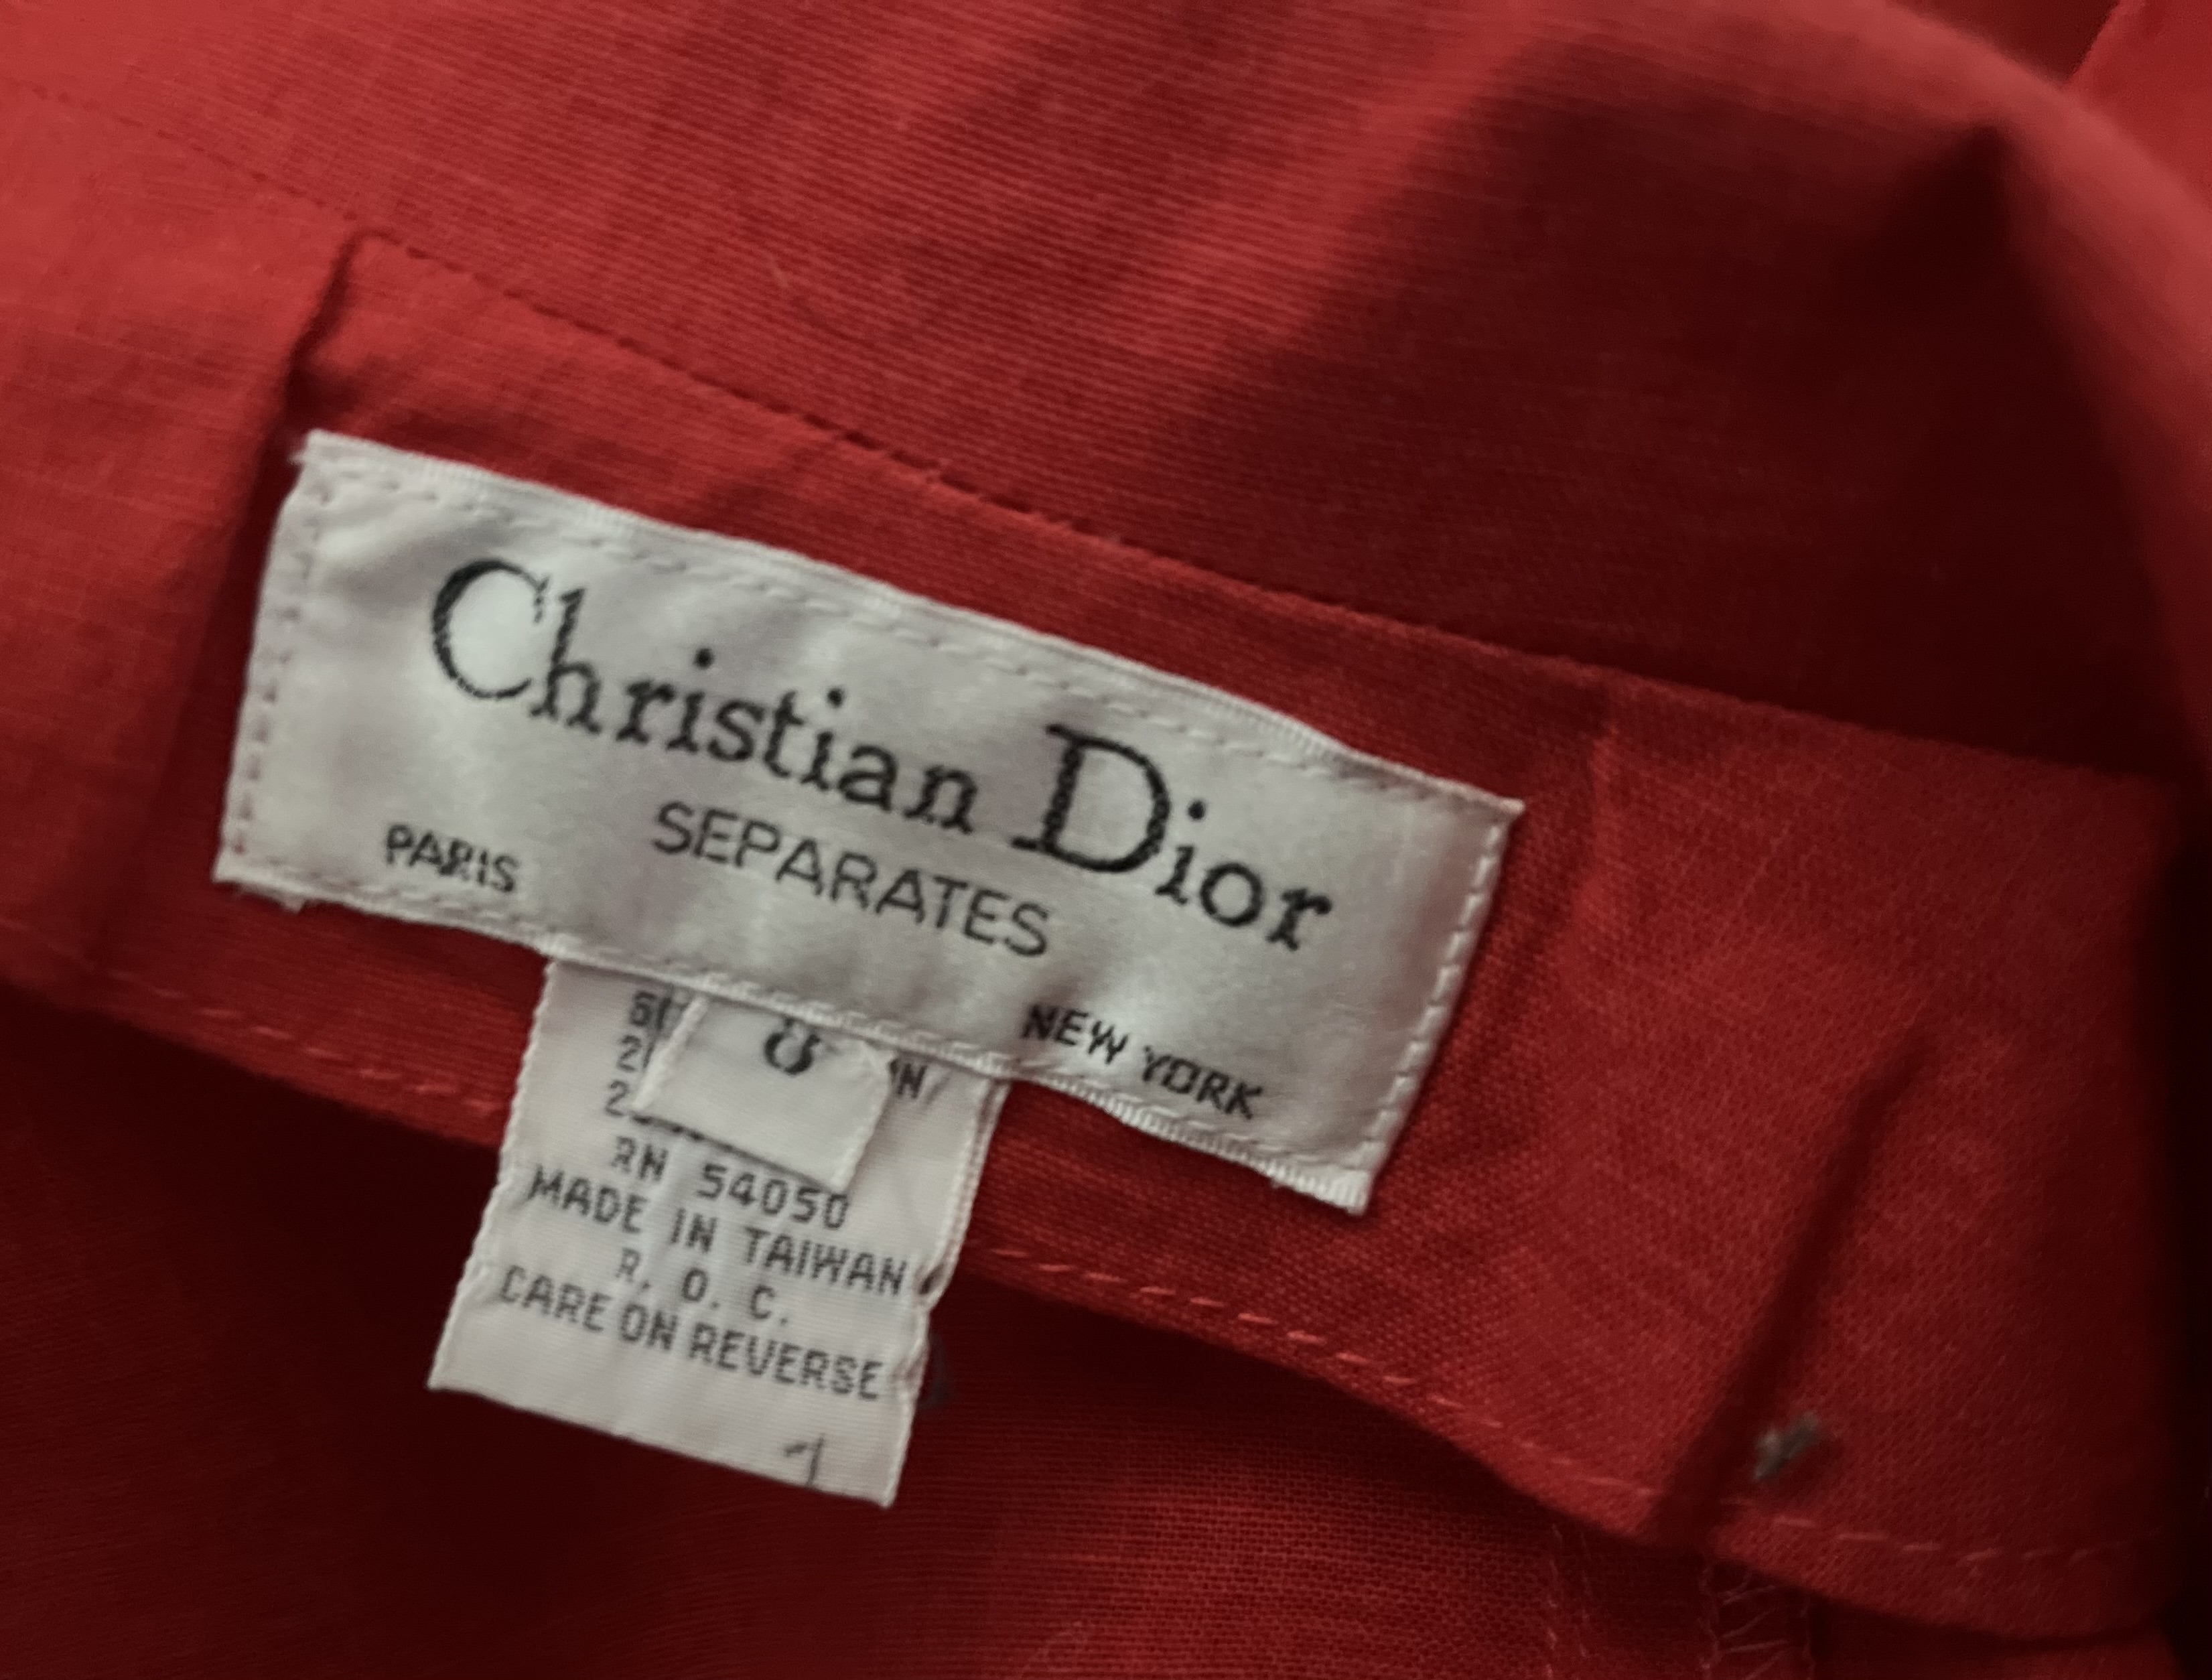 Christian Dior
SEPARATES
PARIS
NEW YORK
8
RN 54050
MADE IN TAIWAN
R. O. C.
CARE ON REVERSE